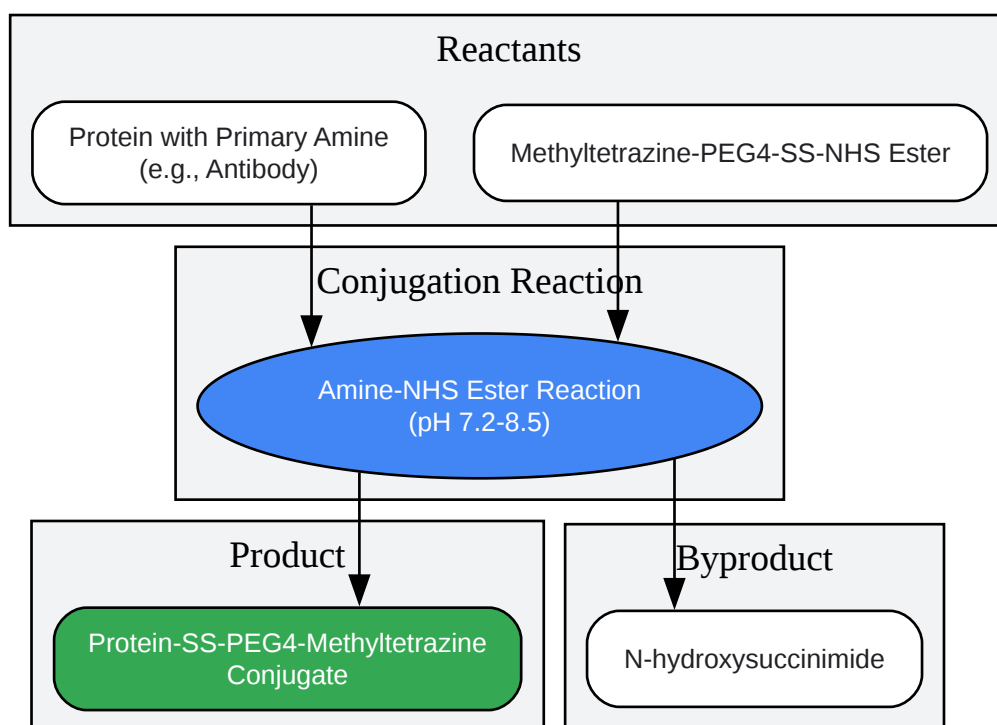 Reactants
Protein with Primary Amine
(e.g., Antibody)
Methyltetrazine-PEG4-SS-NHS Ester
Conjugation Reaction
Amine-NHS Ester Reaction
(pH 7.2-8.5)
Product
Protein-SS-PEG4-Methyltetrazine
Conjugate
Byproduct
N-hydroxysuccinimide